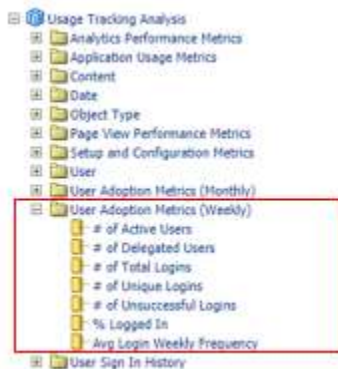 Usage Tracking Analysis
Analytics Performance Metrics
Application Usage Metrics
Content
Date
Object Type
Page View Performance Metrics
Setup and Configuration Metrics
User
User Adoption Metrics (Monthly)
User Adoption Metrics (Weekly)
# of Active Users
# of Delegated Users
# of Total Logins
# of Unique Logins
# of Unsuccessful Logins
% Logged In
Avg Login Weekly Frequency
User Sign In History